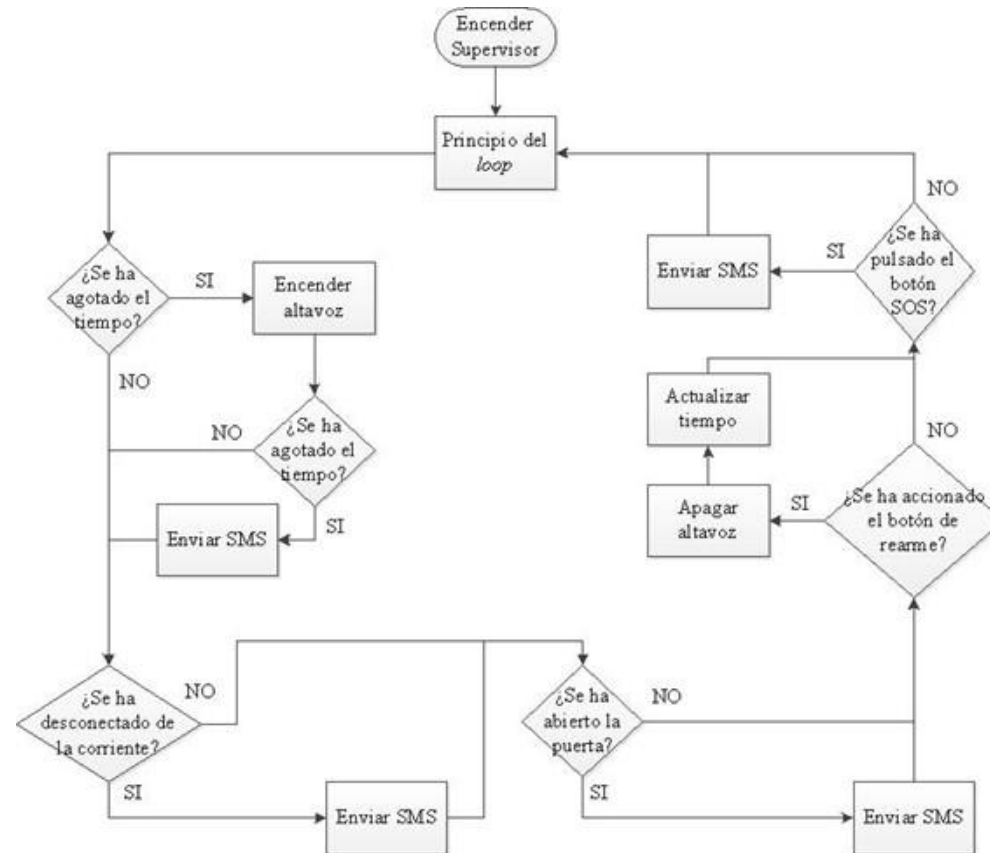 Encender
Supervisor
Principio del
loop
¿Se ha
agotado el
tiempo?
SI
NO
Encender
altavoz
¿Se ha
agotado el
tiempo?
NO
SI
Enviar SMS
¿Se ha
desconectado de
la corriente?
NO
SI
Enviar SMS
¿Se ha
abierto la
puerta?
NO
SI
Enviar SMS
¿Se ha accionado
el botón de
rearme?
SI
NO
Apagar
altavoz
Actualizar
tiempo
¿Se ha
pulsado el
botón
SOS?
SI
NO
Enviar SMS